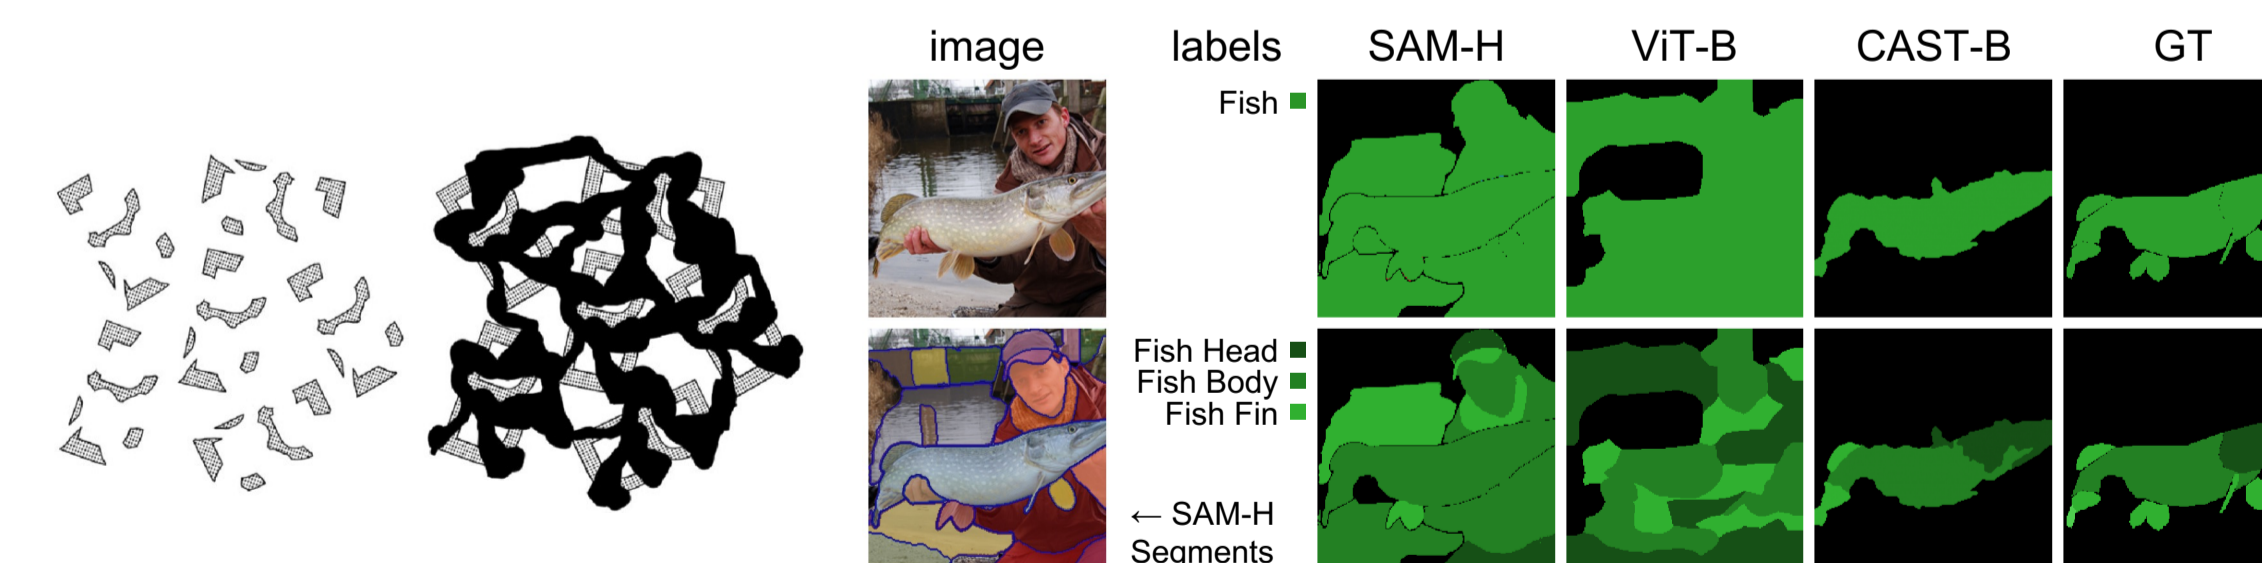 image labels SAM-H ViT-B CAST-B GT
Fish
Fish Head
Fish Body
Fish Fin
← SAM-H
Segments